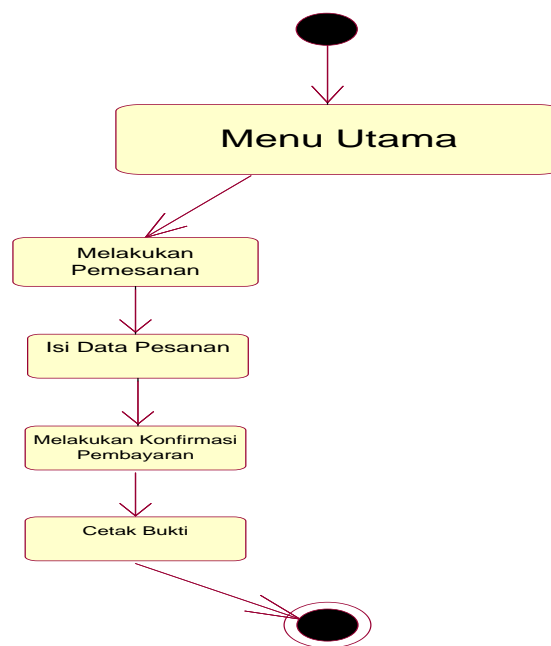 Menu Utama
Melakukan
Pemesanan
Isi Data Pesanan
Melakukan Konfirmasi
Pembayaran
Cetak Bukti